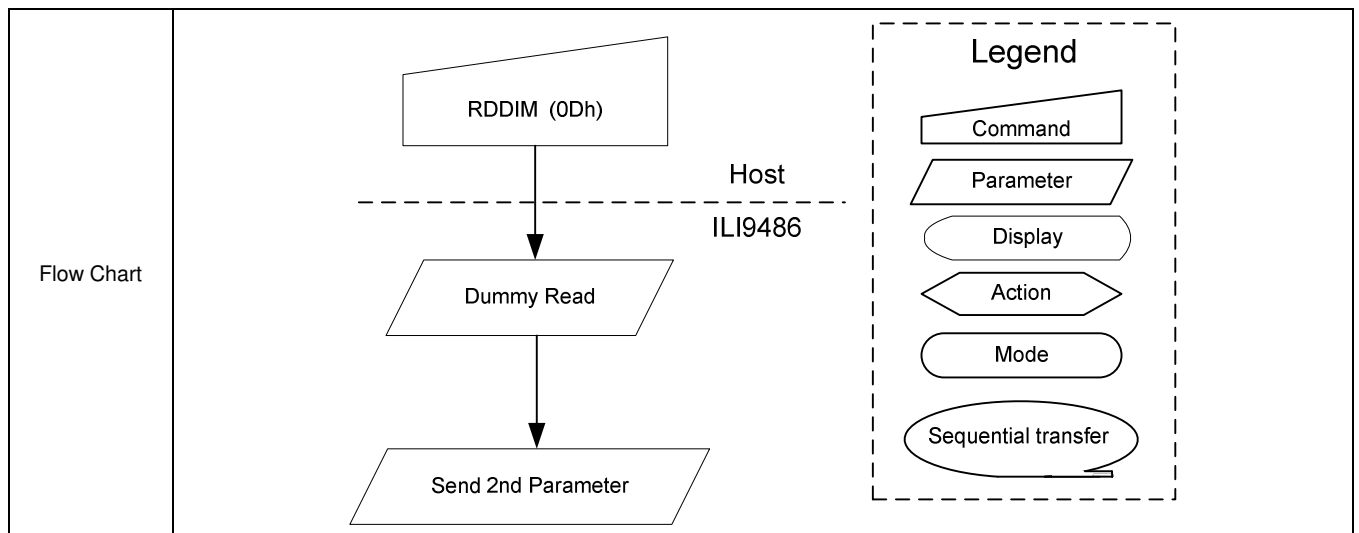 Flow Chart
RDDIM (0Dh)
Host
ILI9486
Dummy Read
Send 2nd Parameter
Legend
Command
Parameter
Display
Action
Mode
Sequential transfer